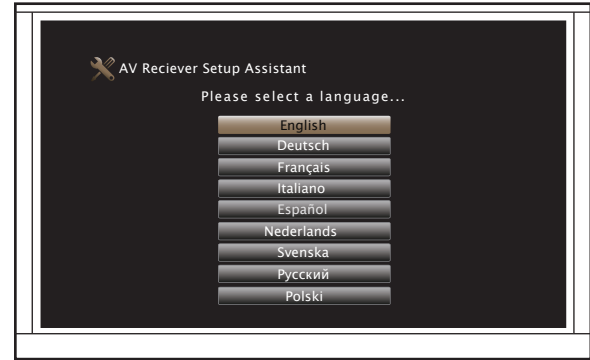 AV Reciever Setup Assistant
Please select a language...
English
Deutsch
Français
Italiano
Español
Nederlands
Svenska
Русский
Polski